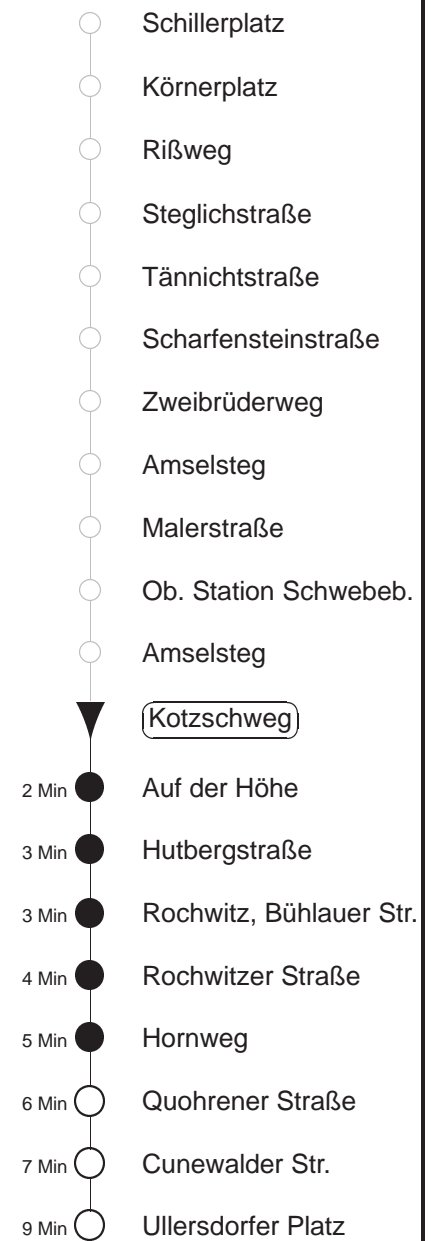 Schillerplatz
Körnerplatz
Rißweg
Steglichstraße
Tännichtstraße
Scharfensteinstraße
Zweibrüderweg
Amselsteg
Malerstraße
Ob. Station Schwebeb.
Amselsteg
Kotzschweg
2 Min Auf der Höhe
3 Min Hutbergstraße
3 Min Rochwitz, Bühlauer Str.
4 Min Rochwitzer Straße
5 Min Hornweg
6 Min Quohrener Straße
7 Min Cunewalder Str.
9 Min Ullersdorfer Platz